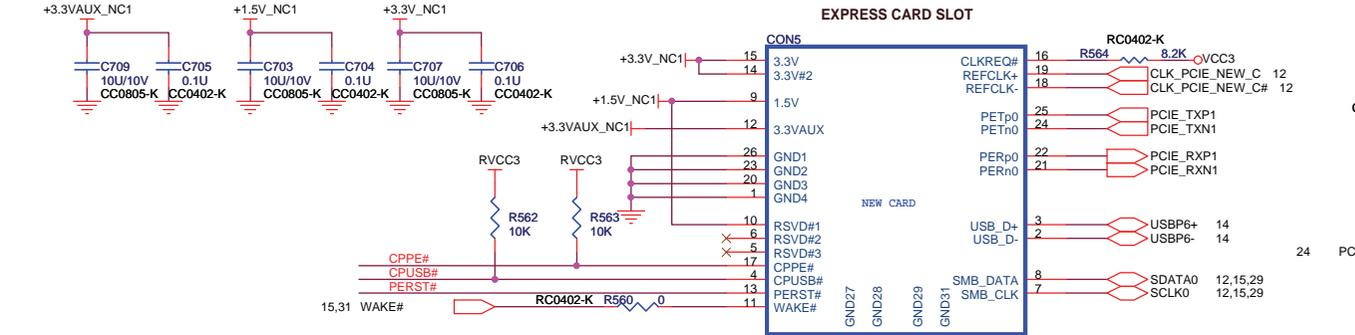 EXPRESS CARD SLOT
+3.3VAUX_NC1 +1.5V_NC1 +3.3V_NC1
C709 10U/10V CC0805-K
C705 0.1U CC0402-K
C703 10U/10V CC0805-K
C704 0.1U CC0402-K
C707 10U/10V CC0805-K
C706 0.1U CC0402-K
CON5
+3.3V_NC1 15 3.3V
14 3.3V#2
+1.5V_NC1 9 1.5V
+3.3VAUX_NC1 12 3.3VAUX
26 GND1
23 GND2
20 GND3
1 GND4
10 RSVD#1
6 RSVD#2
5 RSVD#3
CPPE# 17 CPPE#
CPUSB# 4 CPUSB#
PERST# 13 PERST#
15,31 WAKE# RC0402-K R560 0 11 WAKE#
RVCC3 RVCC3
R562 10K
R563 10K
NEW CARD
GND27 GND28 GND29 GND31
RC0402-K
CLKREQ# 16 R564 8.2K VCC3
REFCLK+ 19 CLK_PCIE_NEW_C 12
REFCLK- 18 CLK_PCIE_NEW_C# 12
PETp0 25 PCIE_TXP1
PETn0 24 PCIE_TXN1
PERp0 22 PCIE_RXP1
PERn0 21 PCIE_RXN1
USB_D+ 3 USBP6+ 14
USB_D- 2 USBP6- 14
SMB_DATA 8 SDATA0 12,15,29
SMB_CLK 7 SCLK0 12,15,29
24 PC